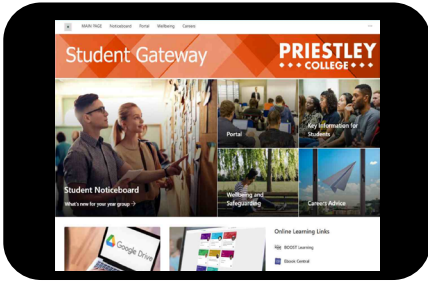 MAIN PAGE Noticeboard Portal Wellbeing Careers
Student Gateway
PRIESTLEY
COLLEGE
Portal
Key Information for
Students
Student Noticeboard
What's new for your year group →
Wellbeing and
Safeguarding
Careers Advice
Google Drive
Online Learning Links
BOOST Learning
Ebook Central